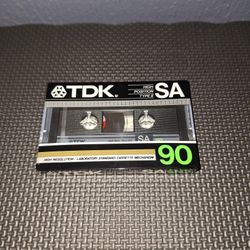 TDK SA
HIGH
POSITION
TYPE II
SA
HIGH RESOLUTION · LABORATORY STANDARD CASSETTE MECHANISM
90